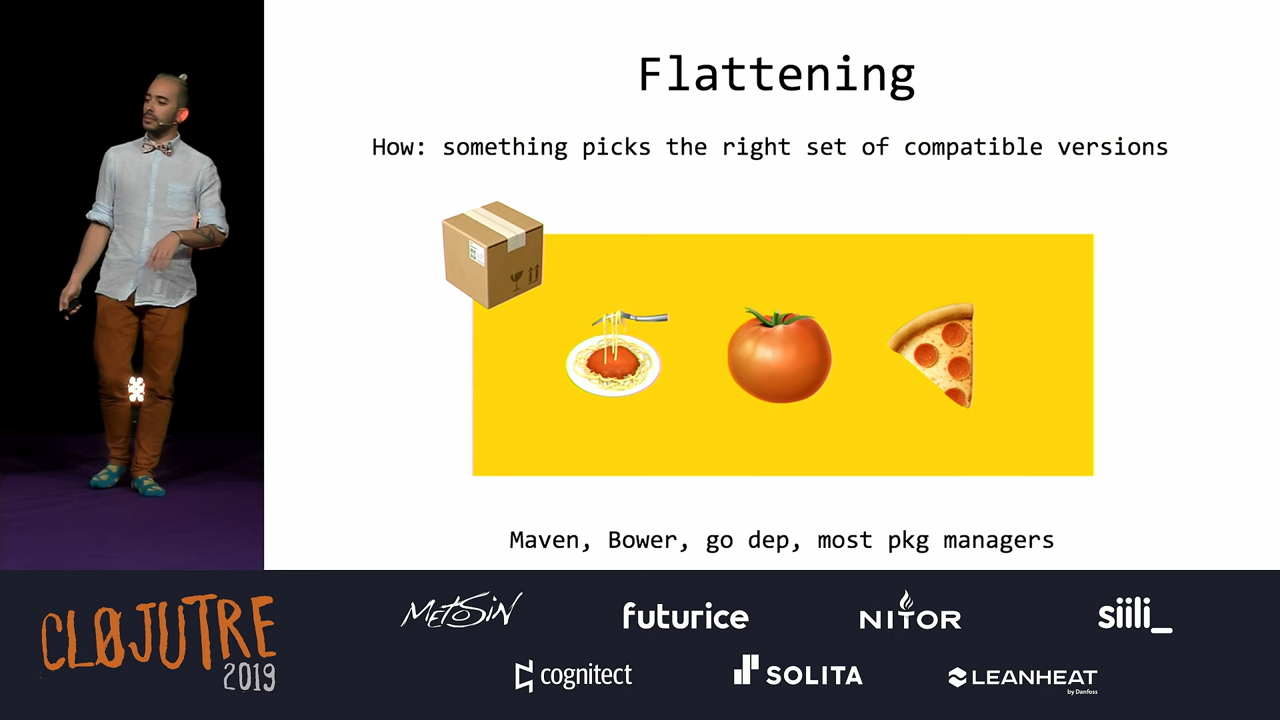 Flattening
How: something picks the right set of compatible versions
Maven, Bower, go dep, most pkg managers
CLØJUTRE
2019
METOSIN
futurice
NITOR
siili_
cognitect
SOLITA
LEANHEAT
by Danfoss